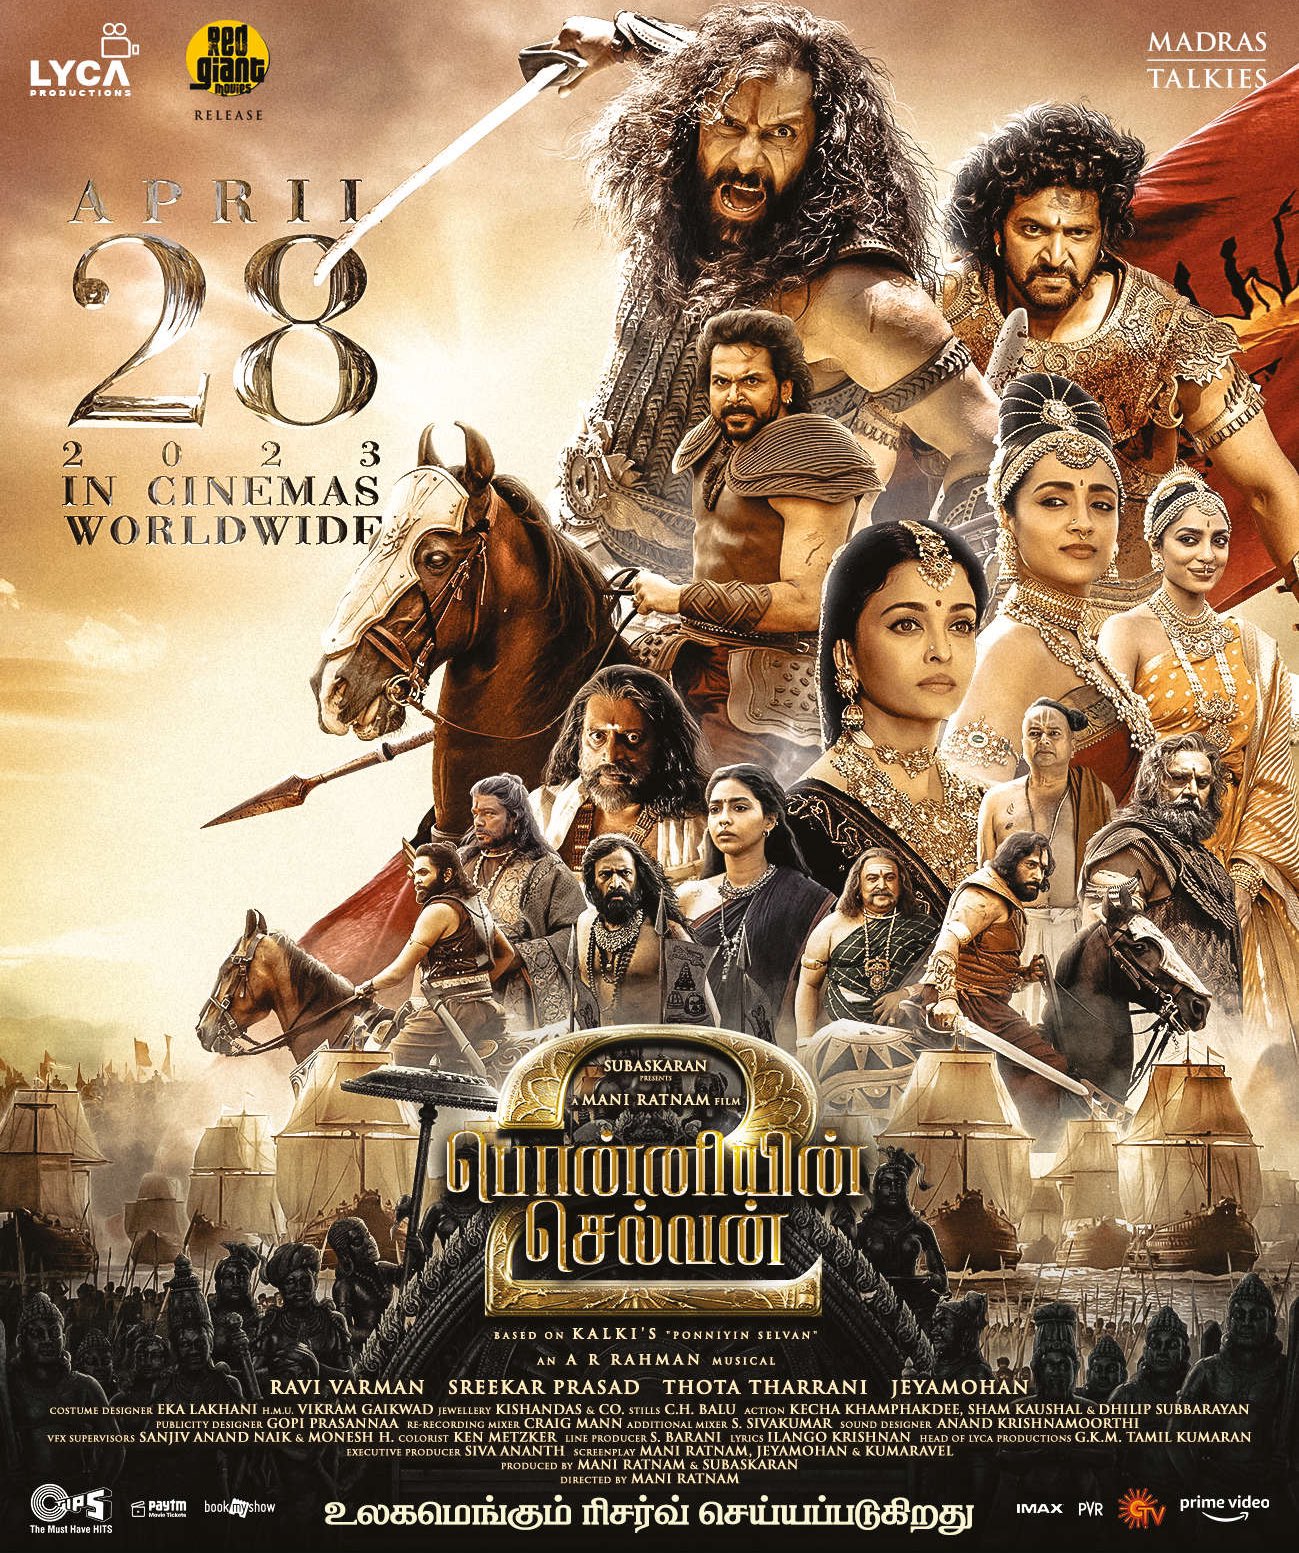 LYCA
PRODUCTIONS
Red
giant
movies
RELEASE
MADRAS
TALKIES
APRIL
28
2023
IN CINEMAS
WORLDWIDE
2
SUBASKARAN
PRESENTS
A MANI RATNAM FILM
பொன்னியின்
செல்வன்
BASED ON KALKI'S "PONNIYIN SELVAN"
AN A R RAHMAN MUSICAL
RAVI VARMAN SREEKAR PRASAD THOTA THARRANI JEYAMOHAN
COSTUME DESIGNER EKA LAKHANI H.M.U. VIKRAM GAIKWAD JEWELLERY KISHANDAS & CO. STILLS C.H. BALU ACTION KECHA KHAMPHAKDEE, SHAM KAUSHAL & DHILIP SUBBARAYAN
PUBLICITY DESIGNER GOPI PRASANNAA RE-RECORDING MIXER CRAIG MANN ADDITIONAL MIXER S. SIVAKUMAR SOUND DESIGNER ANAND KRISHNAMOORTHI
VFX SUPERVISORS SANJIV ANAND NAIK & MONESH H. COLORIST KEN METZKER LINE PRODUCER S. BARANI LYRICS ILANGO KRISHNAN HEAD OF LYCA PRODUCTIONS G.K.M. TAMIL KUMARAN
EXECUTIVE PRODUCER SIVA ANANTH SCREENPLAY MANI RATNAM, JEYAMOHAN & KUMARAVEL
PRODUCED BY MANI RATNAM & SUBASKARAN
DIRECTED BY MANI RATNAM
TIPS
The Must Have HITS
paytm
Movie Tickets
bookmyshow
உலகமெங்கும் ரிசர்வ் செய்யப்படுகிறது
IMAX
PVR
TV
prime video